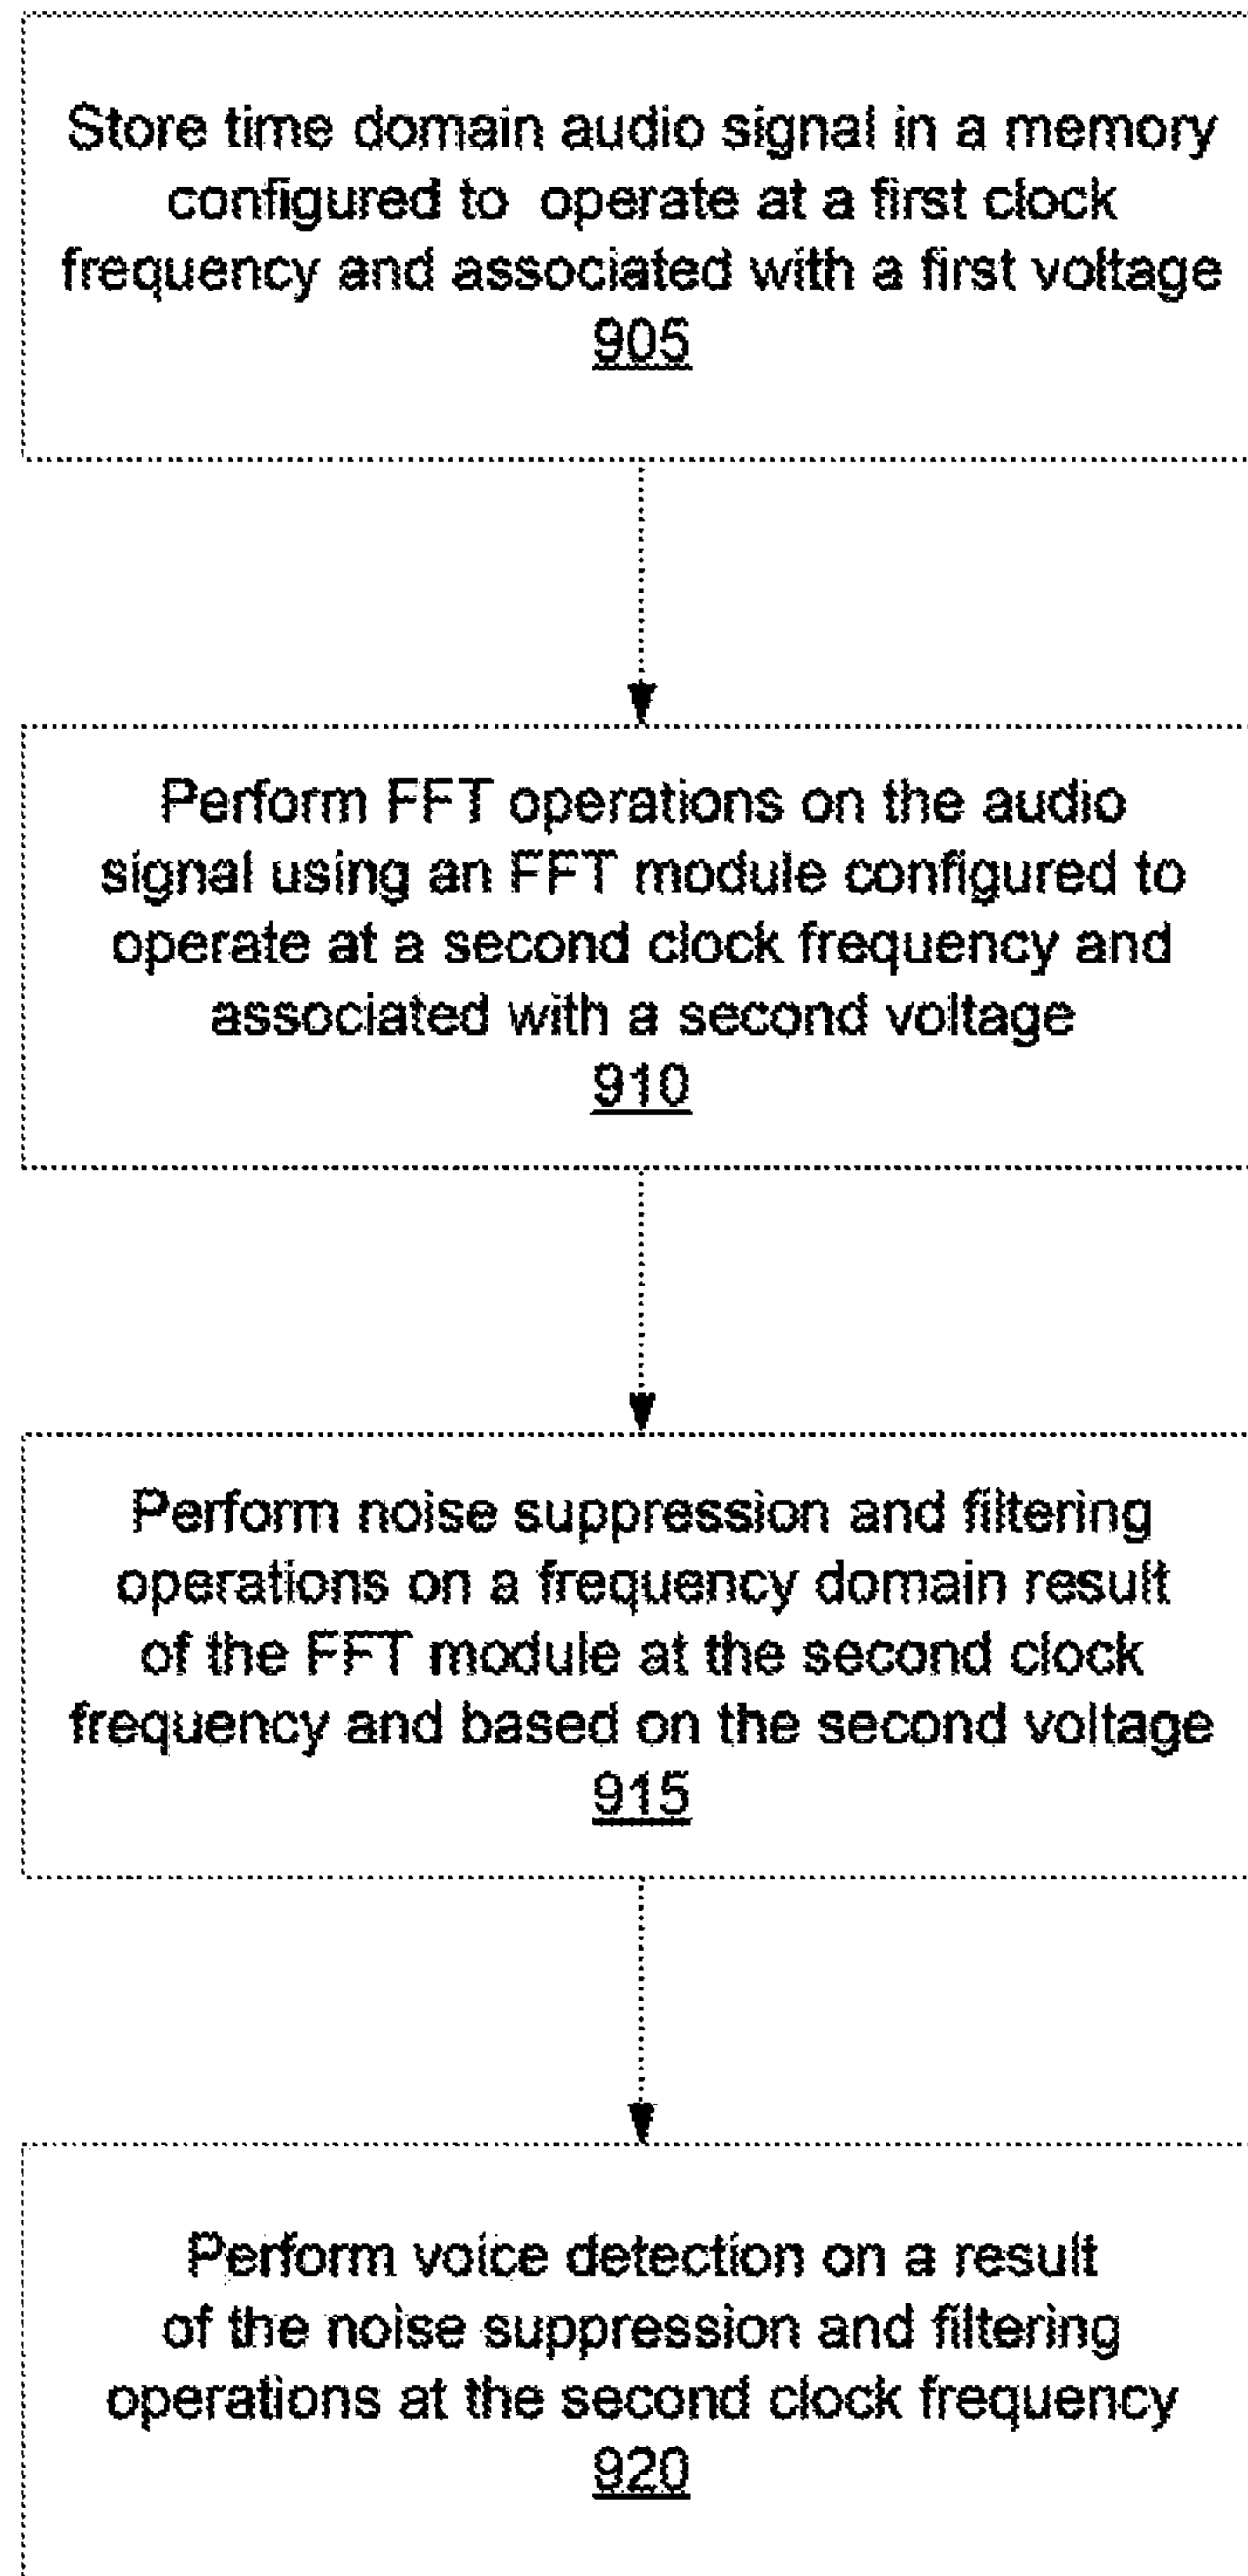 Store time domain audio signal in a memory
configured to operate at a first clock
frequency and associated with a first voltage
905
Perform FFT operations on the audio
signal using an FFT module configured to
operate at a second clock frequency and
associated with a second voltage
910
Perform noise suppression and filtering
operations on a frequency domain result
of the FFT module at the second clock
frequency and based on the second voltage
915
Perform voice detection on a result
of the noise suppression and filtering
operations at the second clock frequency
920